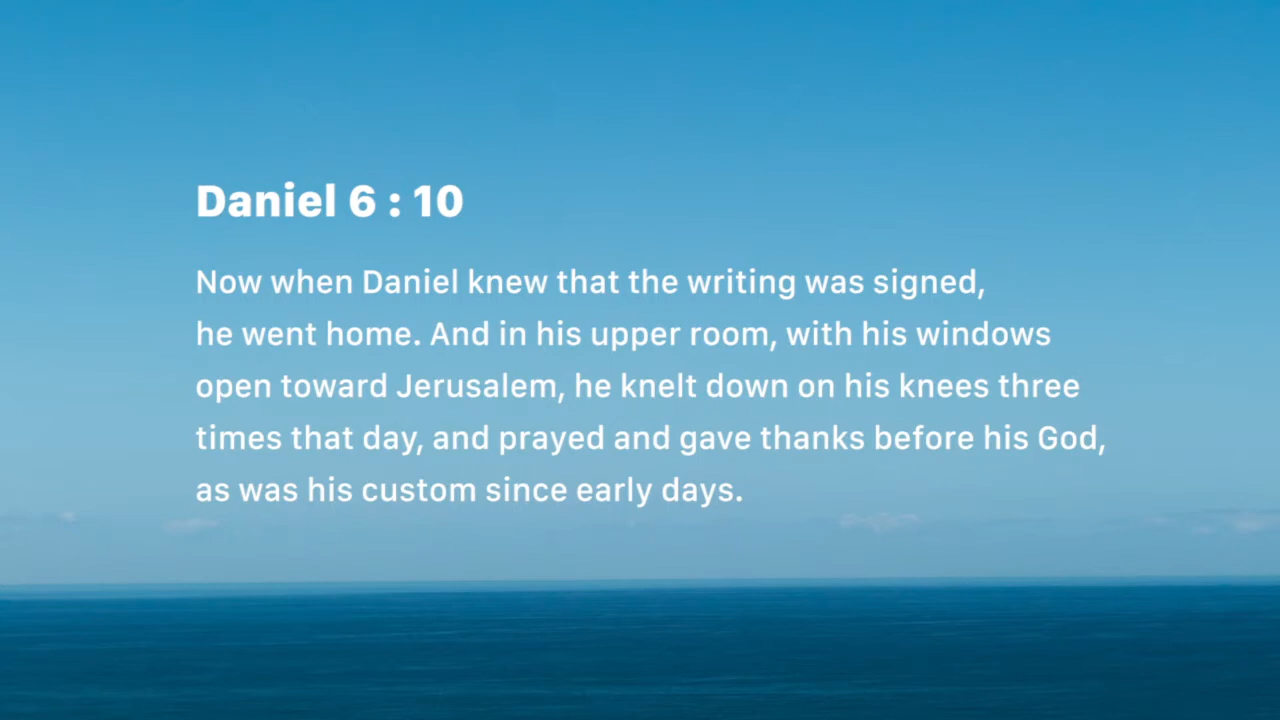 Daniel 6 : 10
Now when Daniel knew that the writing was signed,
he went home. And in his upper room, with his windows
open toward Jerusalem, he knelt down on his knees three
times that day, and prayed and gave thanks before his God,
as was his custom since early days.